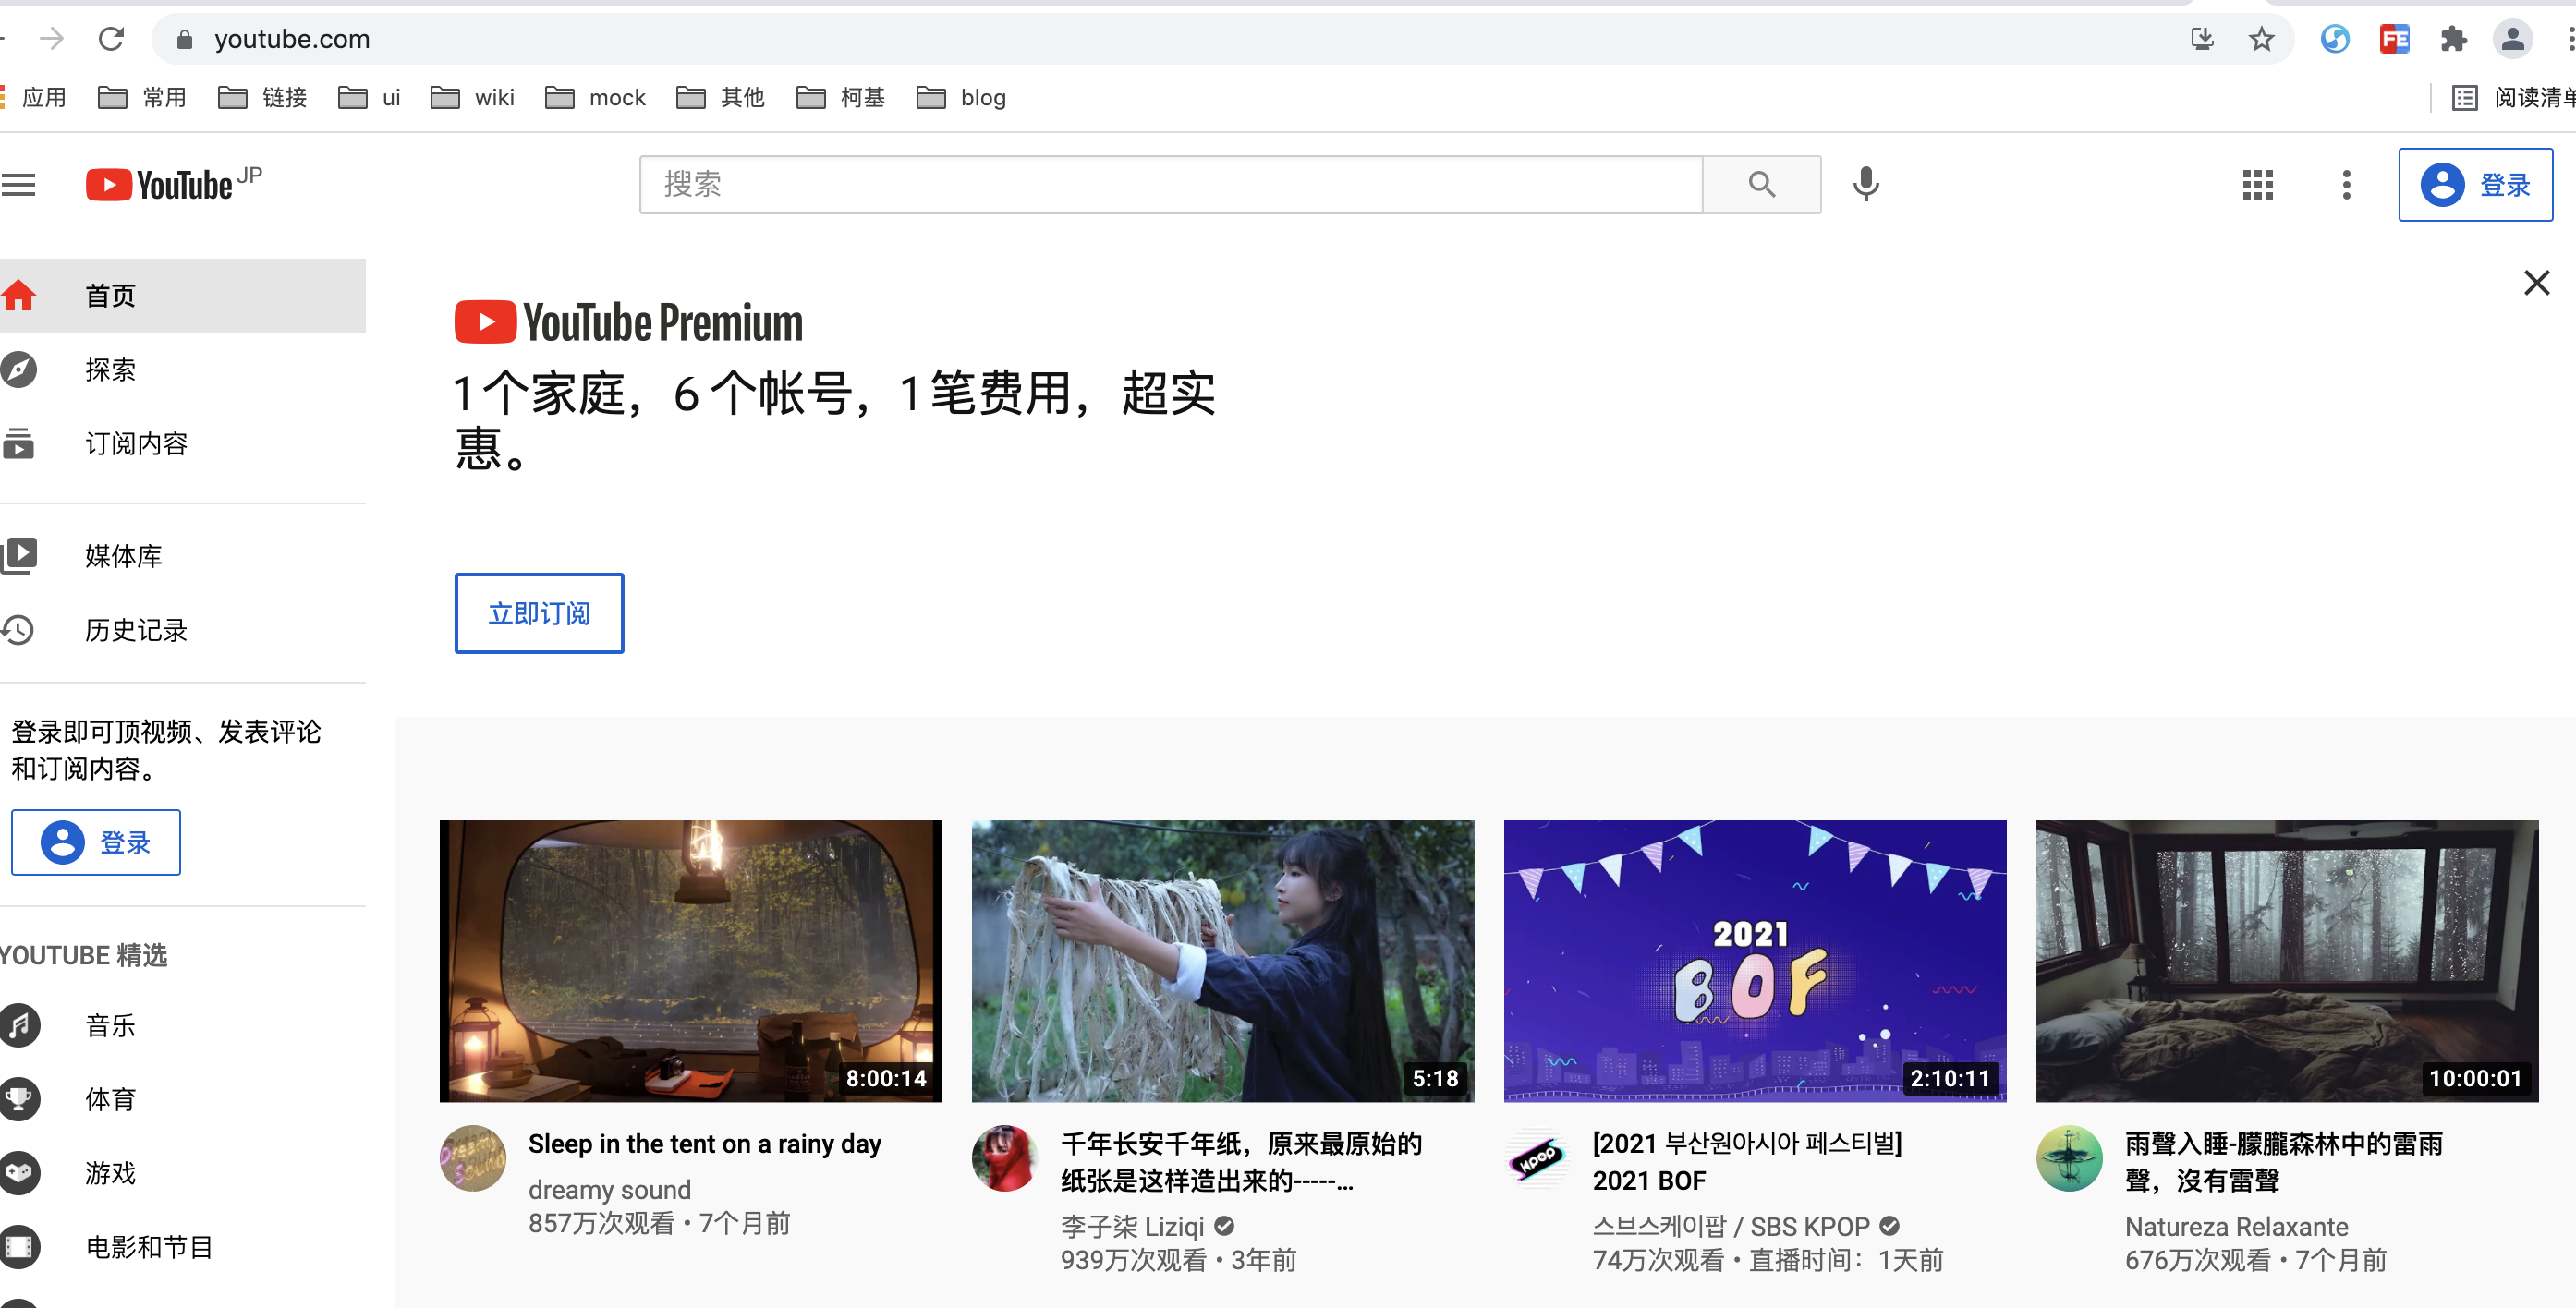 youtube.com
应用 常用 链接 ui wiki mock 其他 柯基 blog
YouTube JP
搜索
登录
首页
探索
订阅内容
媒体库
历史记录
登录即可顶视频、发表评论
和订阅内容。
登录
YOUTUBE 精选
音乐
体育
游戏
电影和节目
YouTube Premium
1 个家庭，6 个帐号，1 笔费用，超实
惠。
立即订阅
8:00:14
Sleep in the tent on a rainy day
dreamy sound
857万次观看 • 7个月前
5:18
千年长安千年纸，原来最原始的
纸张是这样造出来的-----...
李子柒 Liziqi
939万次观看 • 3年前
2021
BOF
2:10:11
KPOP
[2021 부산원아시아 페스티벌]
2021 BOF
스브스케이팝 / SBS KPOP
74万次观看 • 直播时间：1天前
10:00:01
雨聲入睡-朦朧森林中的雷雨
聲，沒有雷聲
Natureza Relaxante
676万次观看 • 7个月前